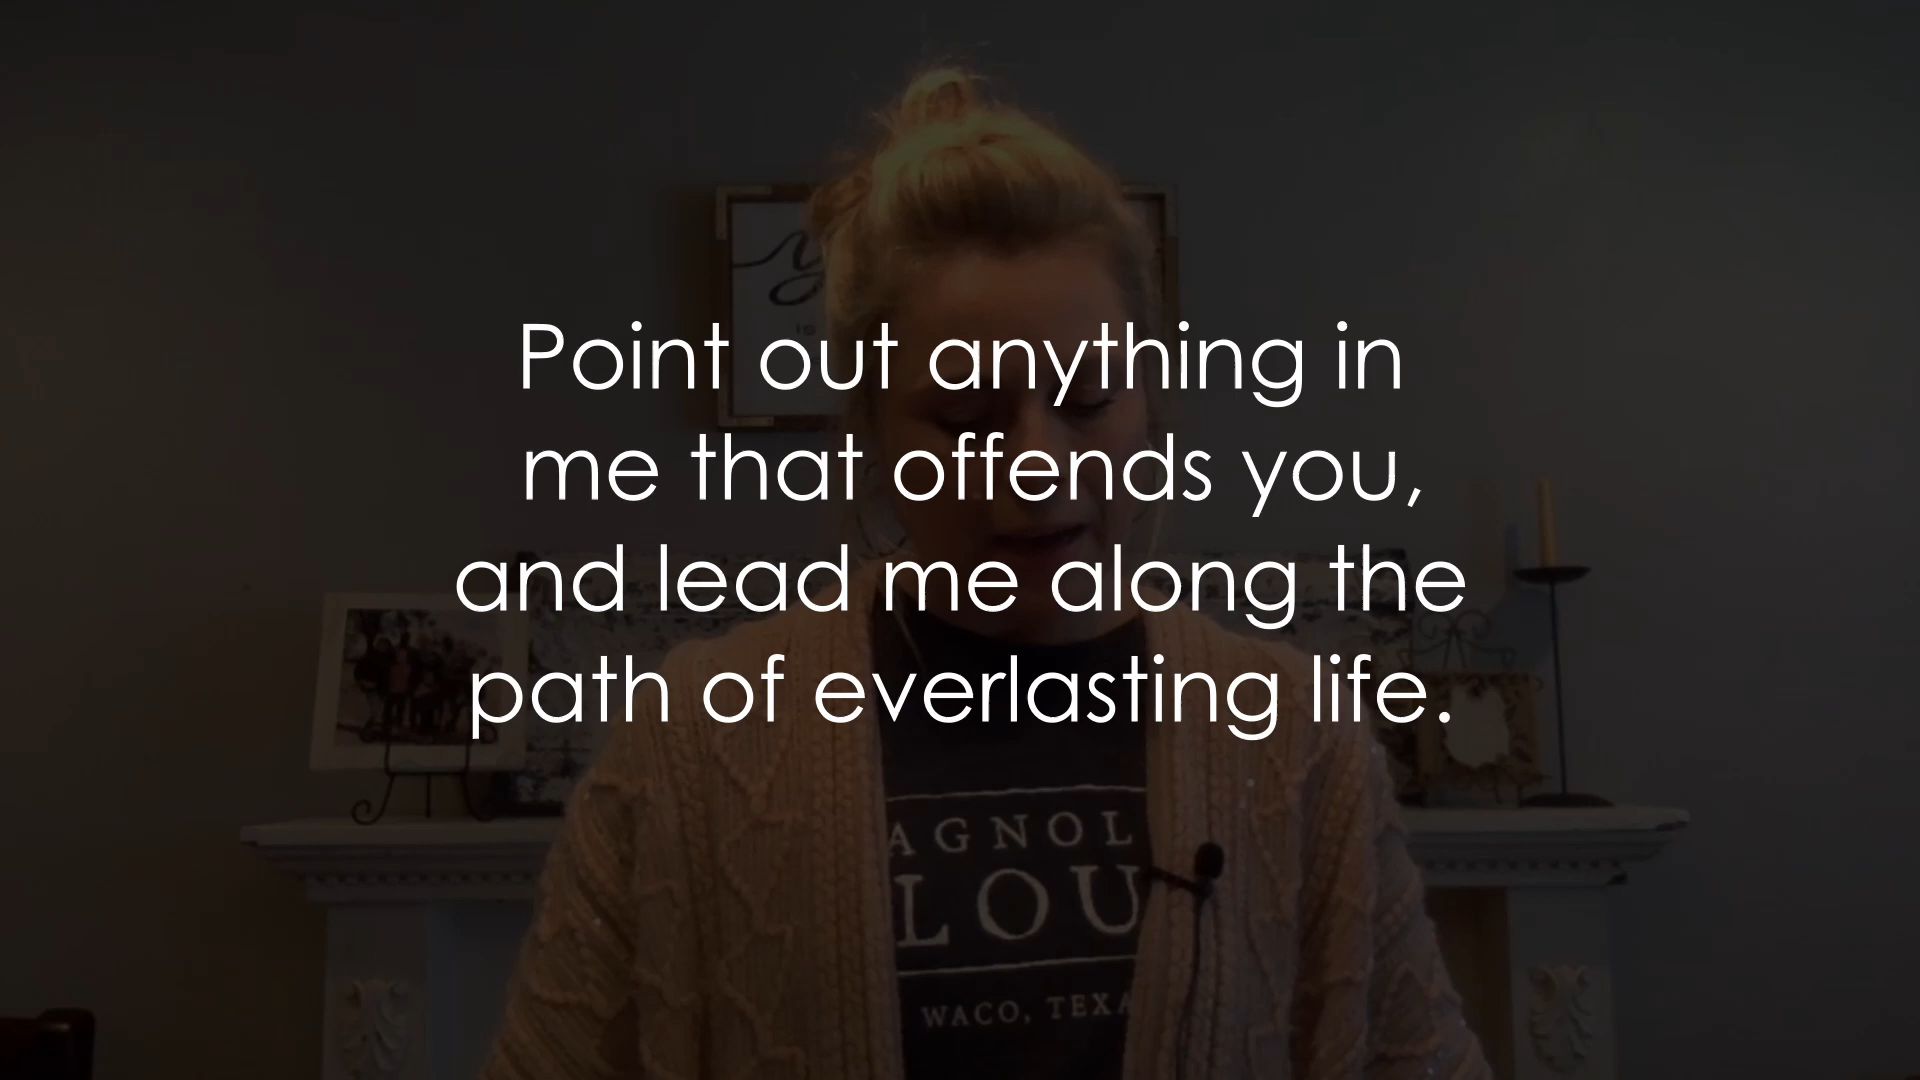 Point out anything in
me that offends you,
and lead me along the
path of everlasting life.
AGNOL
LOU
WACO, TEXA